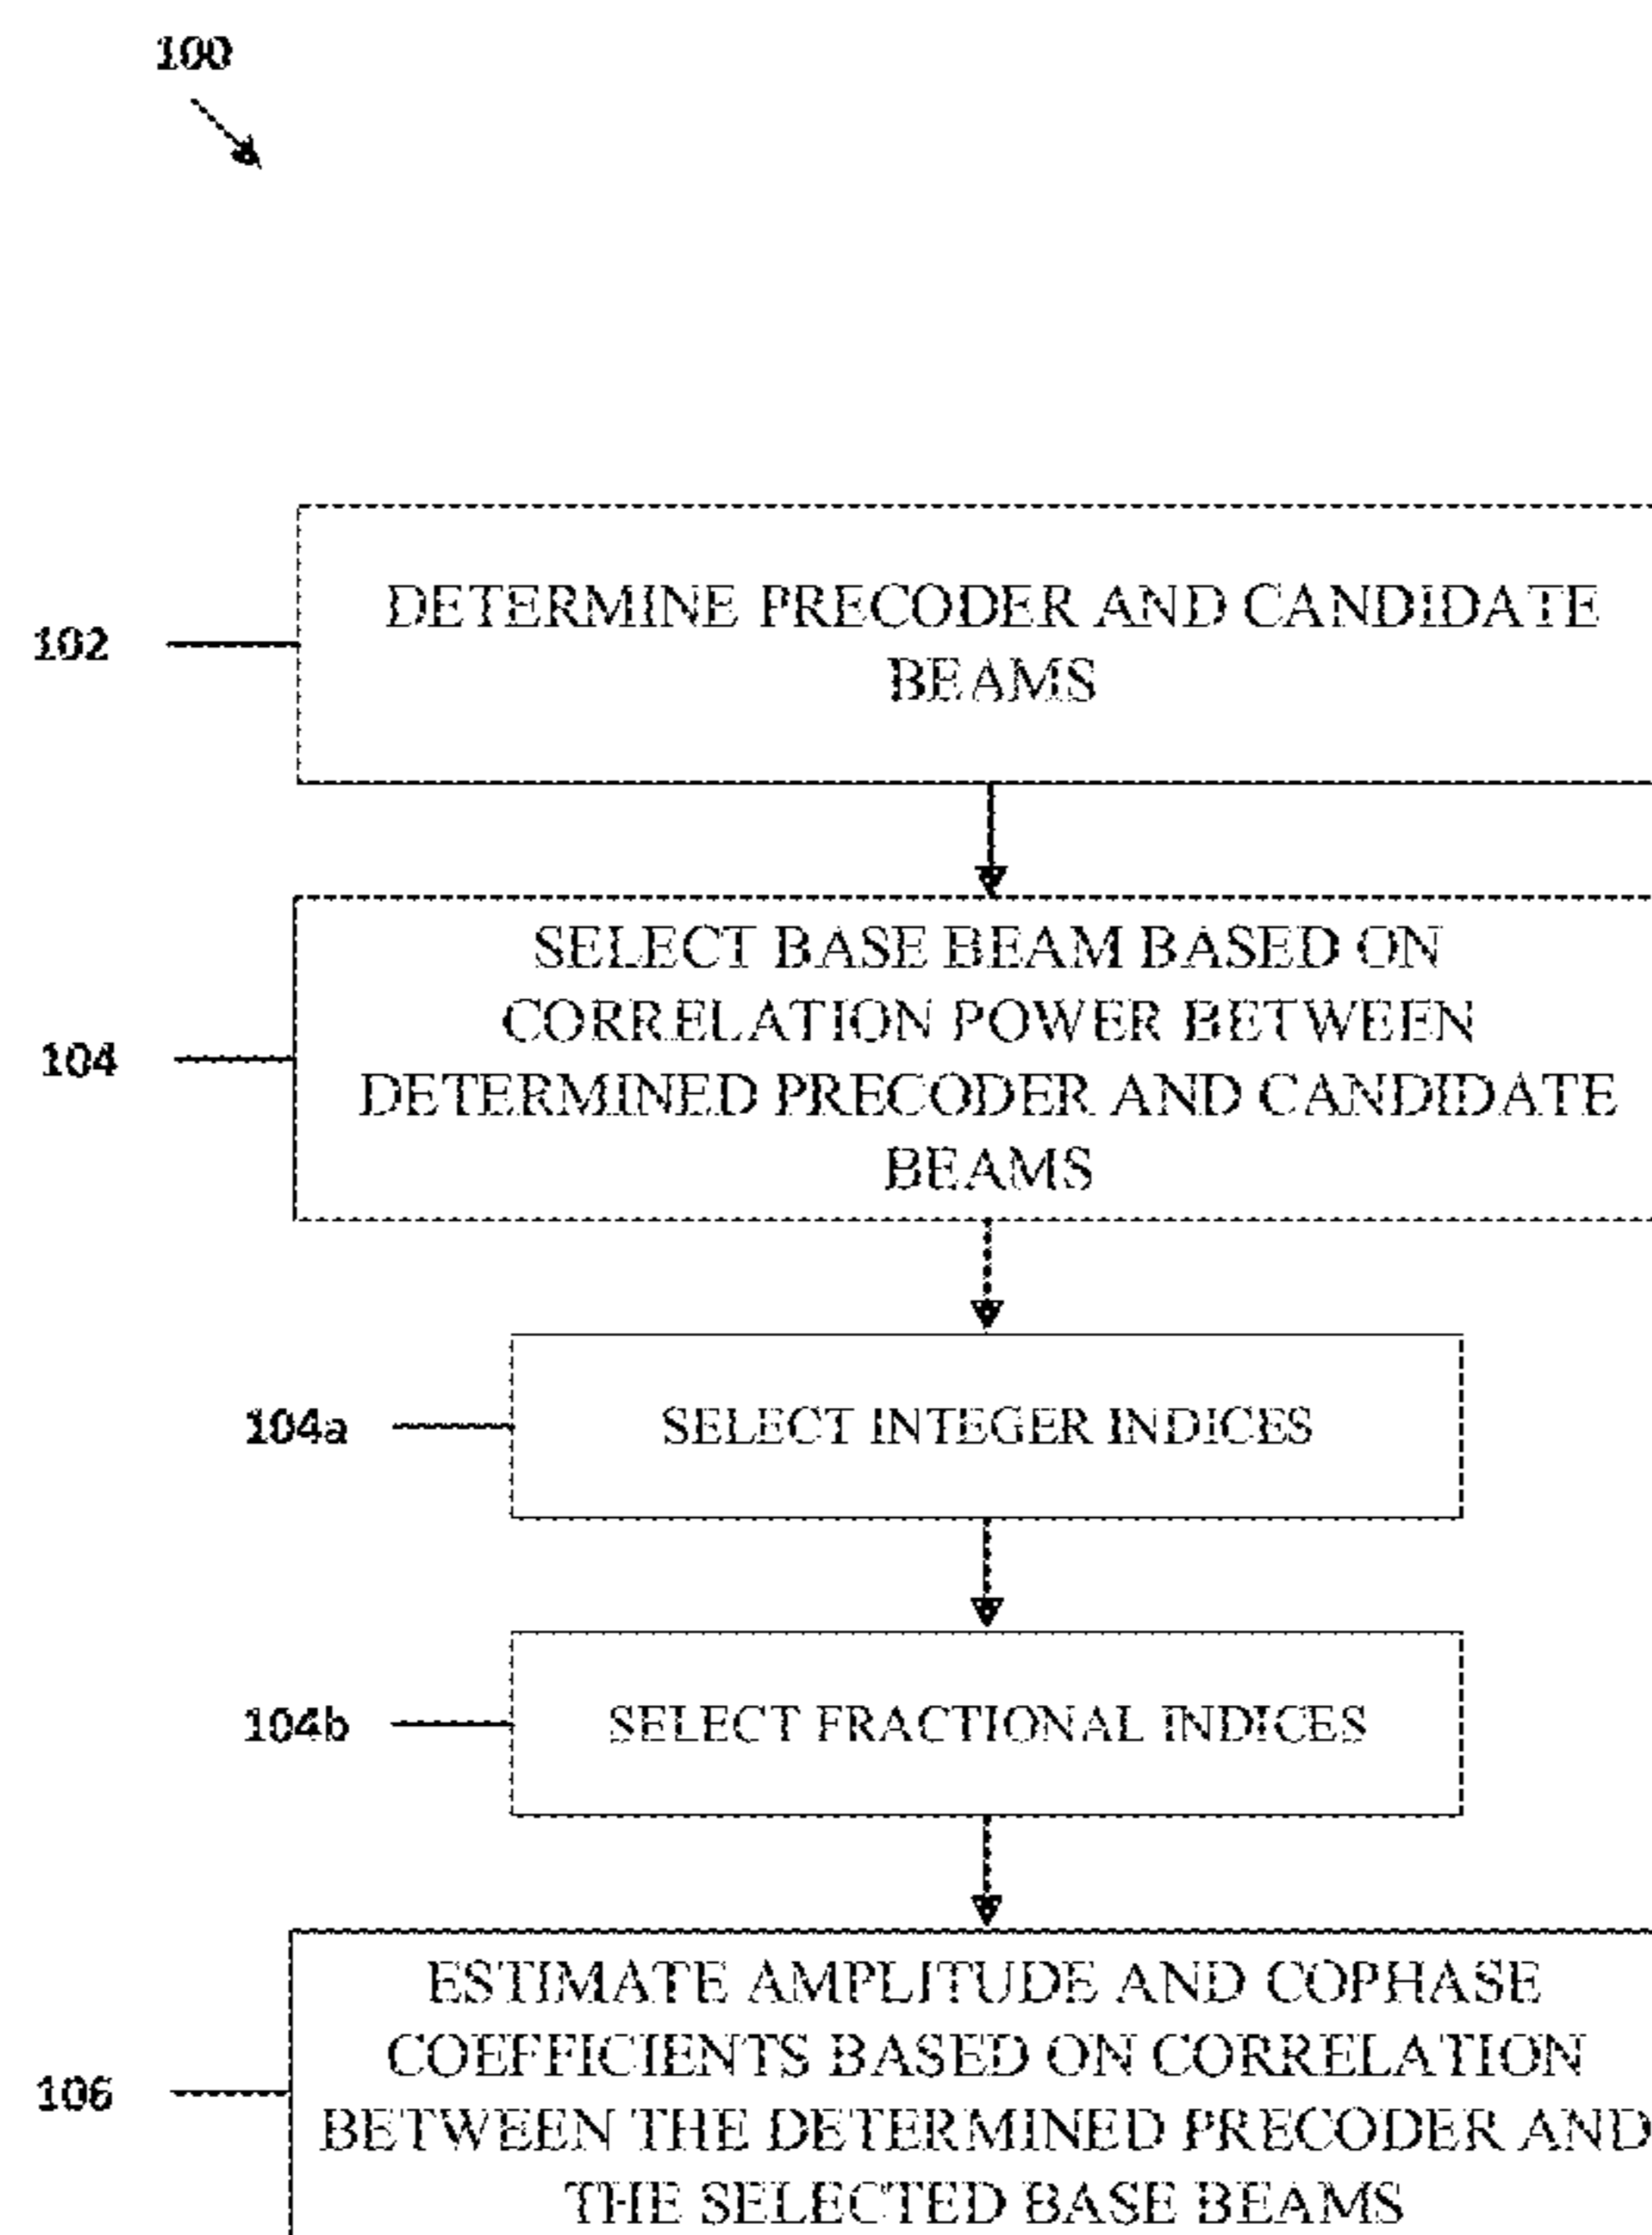 100
102
DETERMINE PRECODER AND CANDIDATE
BEAMS
104
SELECT BASE BEAM BASED ON
CORRELATION POWER BETWEEN
DETERMINED PRECODER AND CANDIDATE
BEAMS
104a
SELECT INTEGER INDICES
104b
SELECT FRACTIONAL INDICES
106
ESTIMATE AMPLITUDE AND COPHASE
COEFFICIENTS BASED ON CORRELATION
BETWEEN THE DETERMINED PRECODER AND
THE SELECTED BASE BEAMS